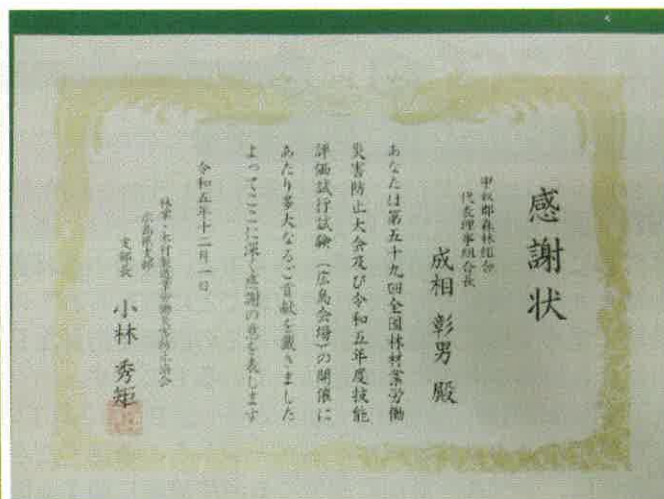 感謝状
甲奴郡森林組合
代表理事組合長
成相 彰男 殿
あなたは第五十九回全国林材業労働
災害防止大会及び令和五年度技能
評価試行試験（広島会場）の開催に
あたり多大なるご貢献を戴きました
よってここに深く感謝の意を表します
令和五年十二月一日
林業・木材製造業労働災害防止協会
広島県支部
支部長 小林 秀矩